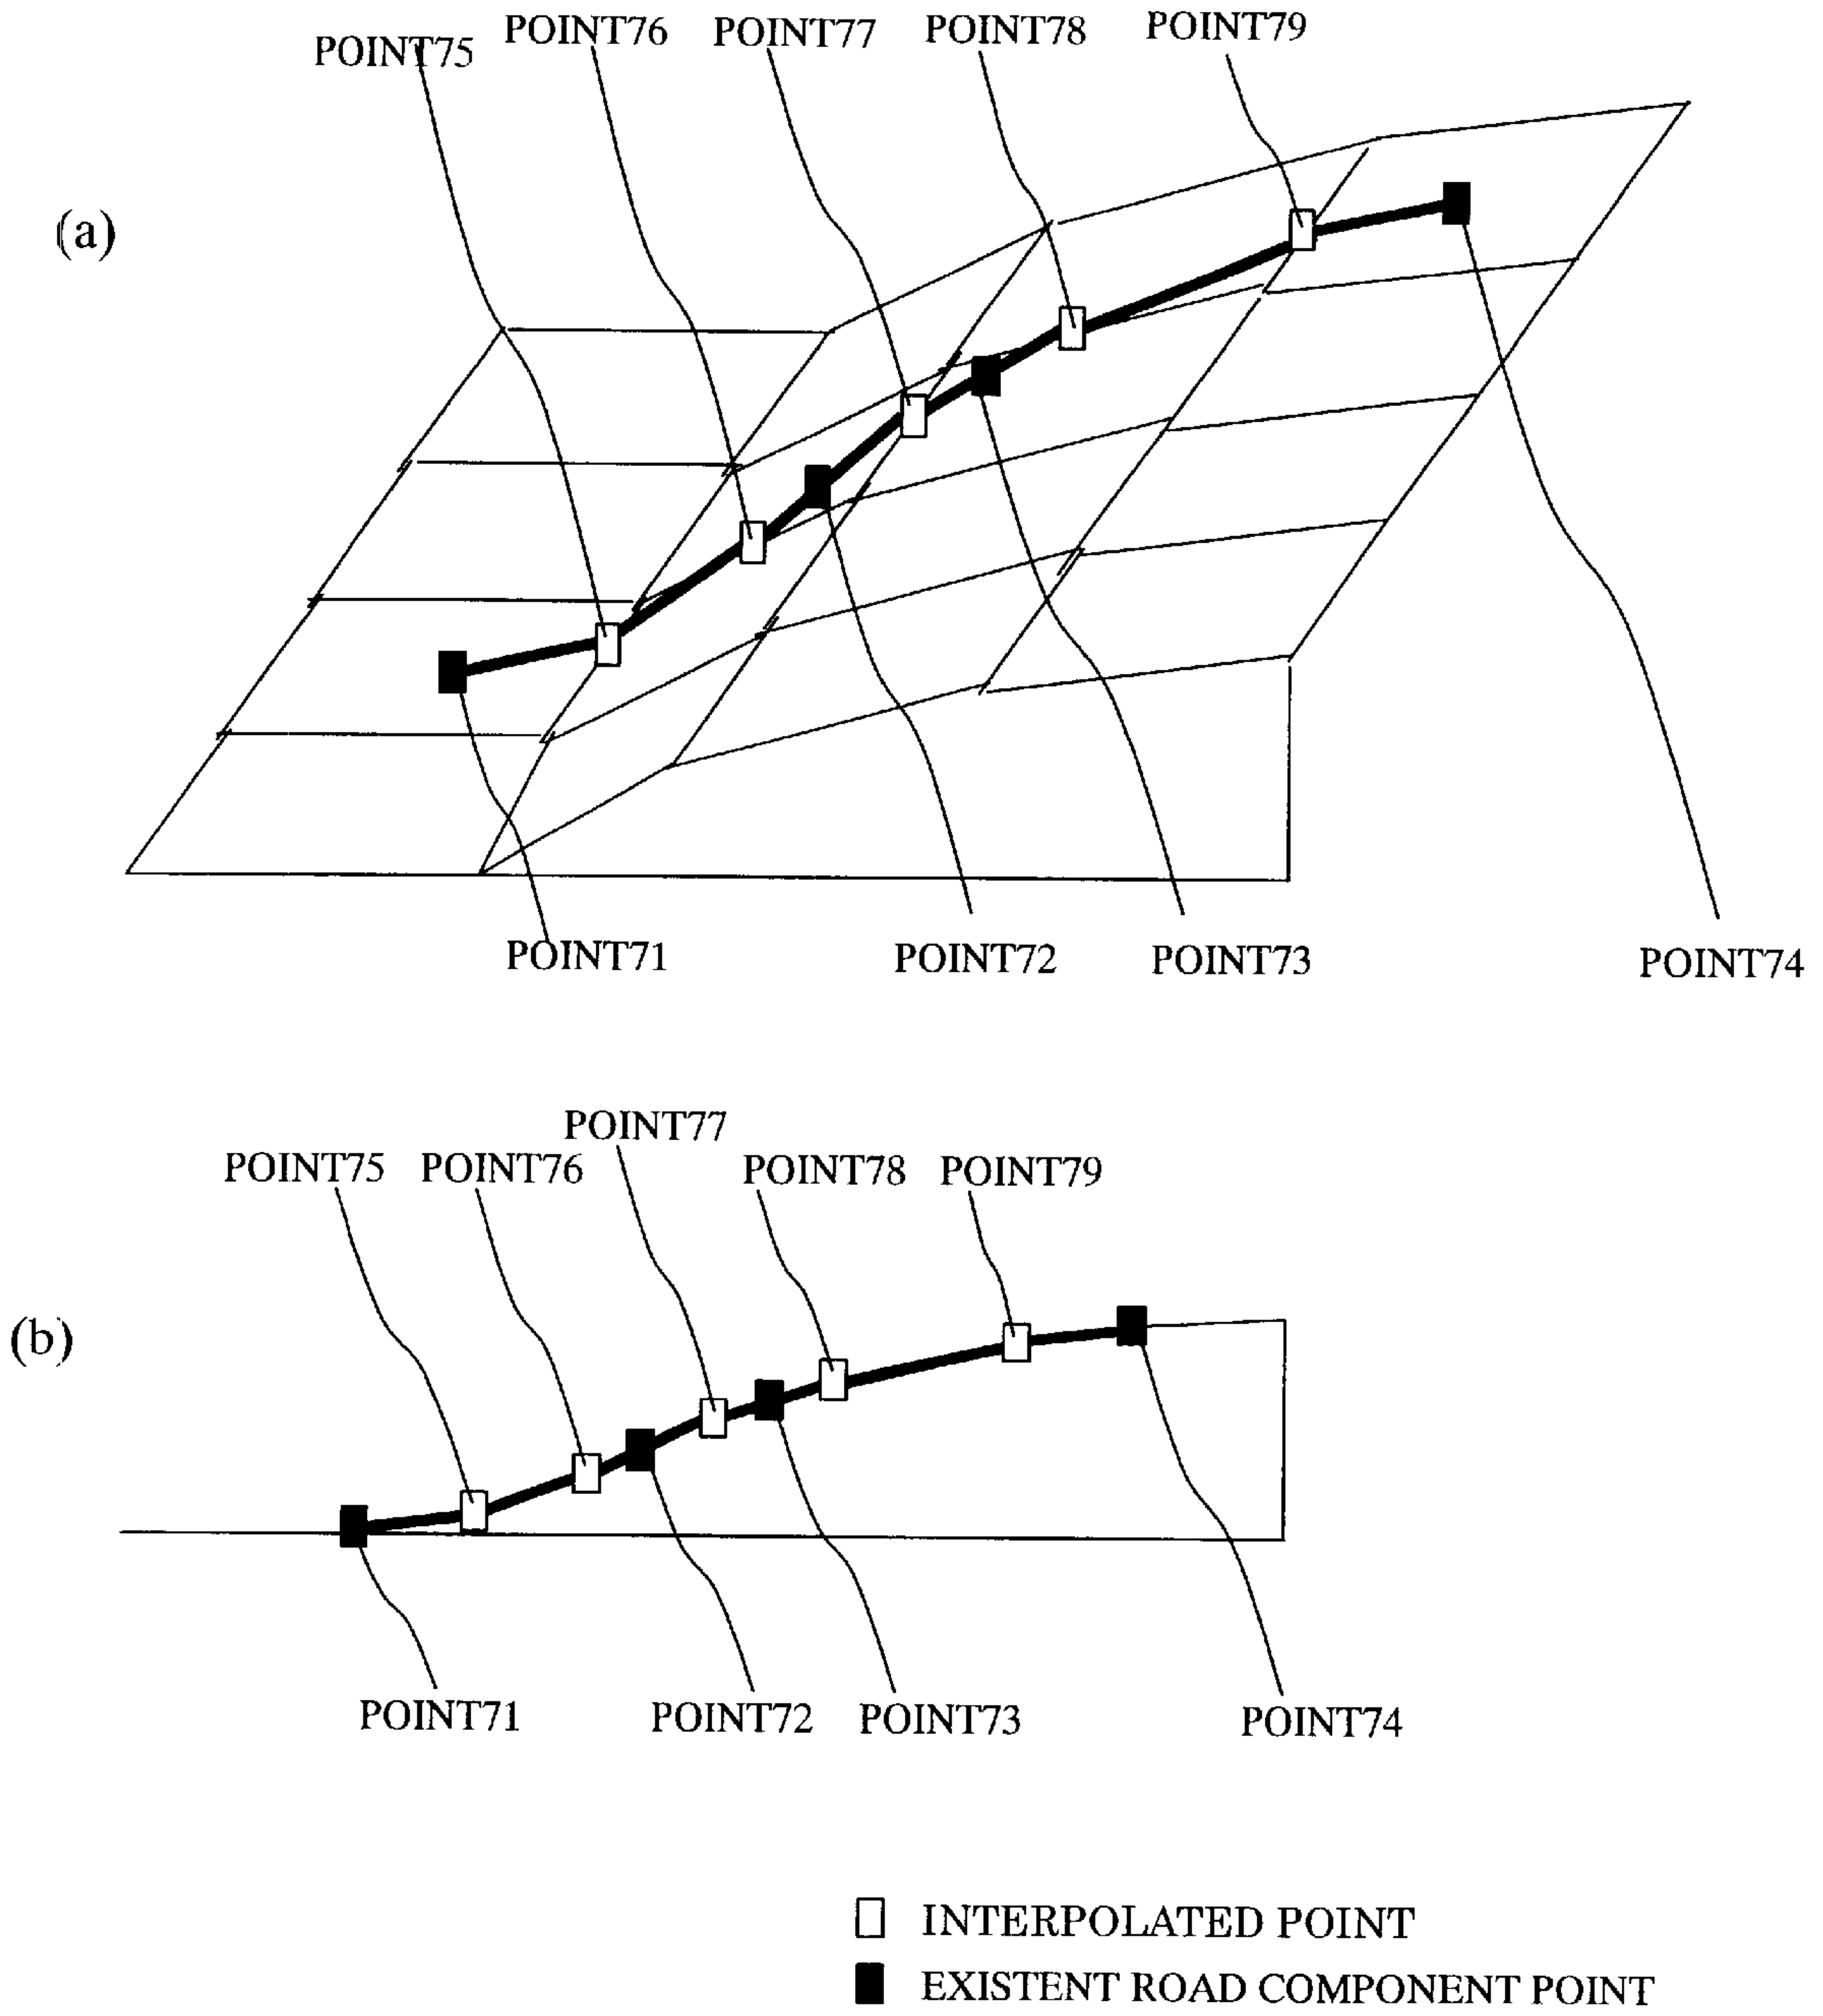 POINT75
POINT76
POINT77
POINT78
POINT79
(a)
POINT71
POINT72
POINT73
POINT74
POINT77
POINT75
POINT76
POINT78
POINT79
(b)
POINT71
POINT72
POINT73
POINT74
INTERPOLATED POINT
EXISTENT ROAD COMPONENT POINT